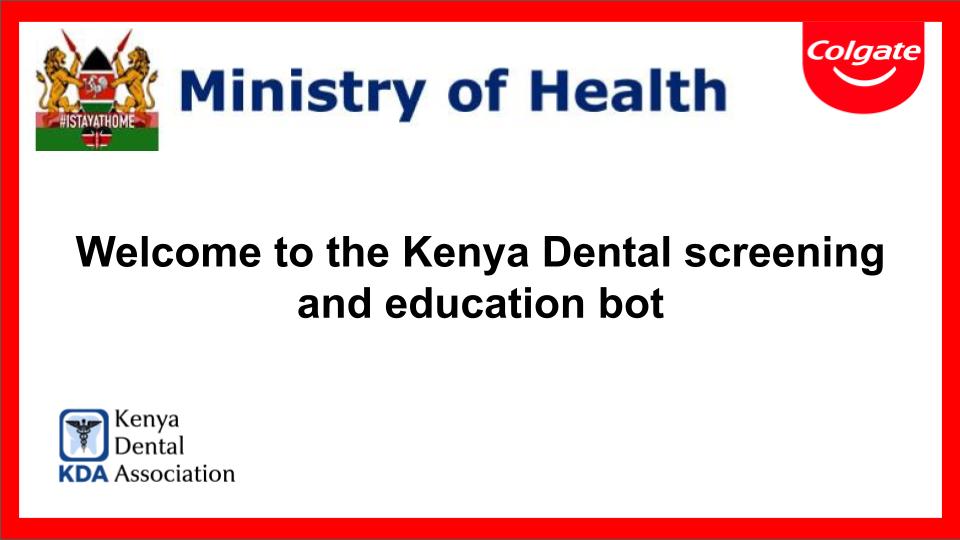 Ministry of Health
Colgate
#ISTAYATHOME
Welcome to the Kenya Dental screening
and education bot
Kenya
Dental
KDA Association